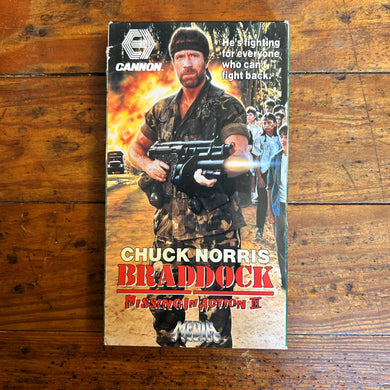 CANNON
He's fighting
for everyone
who can't
fight back.
CHUCK NORRIS
BRADDOCK
MISSING IN ACTION III
MEDIA